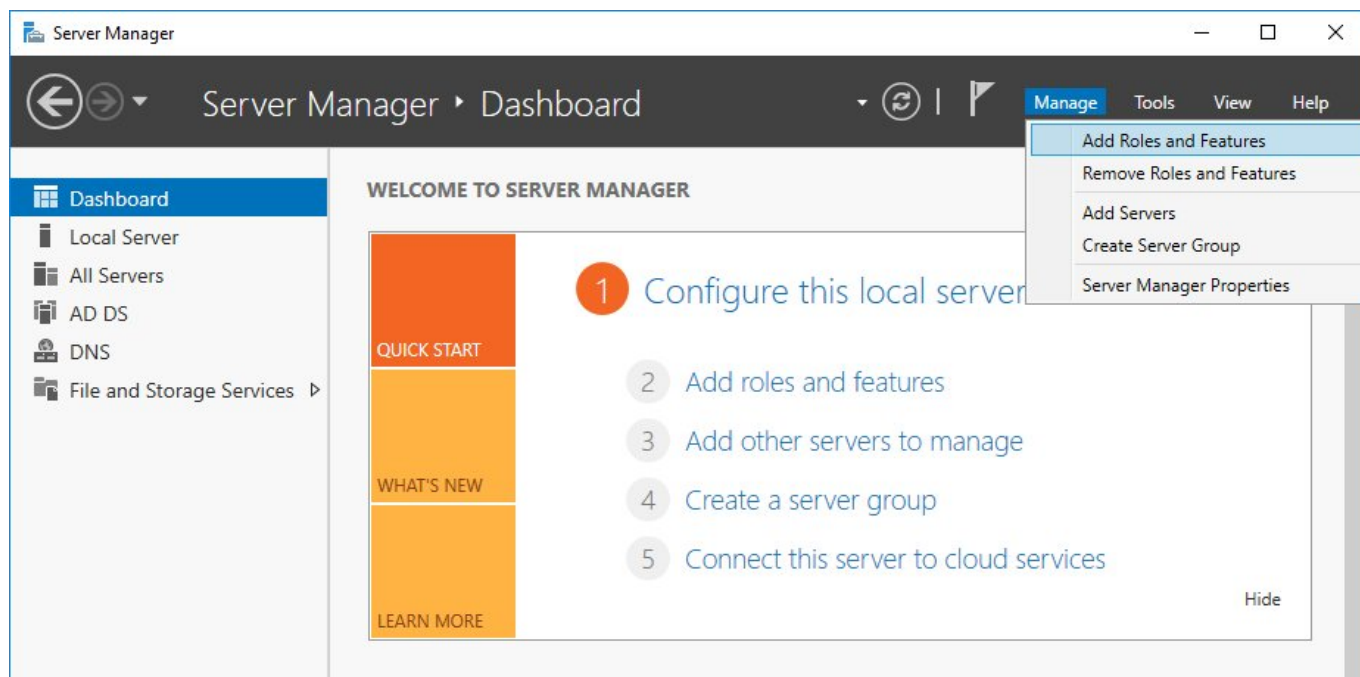 Server Manager
Server Manager ‣ Dashboard
Manage Tools View Help
Add Roles and Features
Remove Roles and Features
Add Servers
Create Server Group
Server Manager Properties
Dashboard
Local Server
All Servers
AD DS
DNS
File and Storage Services
WELCOME TO SERVER MANAGER
QUICK START
WHAT'S NEW
LEARN MORE
1 Configure this local server
2 Add roles and features
3 Add other servers to manage
4 Create a server group
5 Connect this server to cloud services
Hide